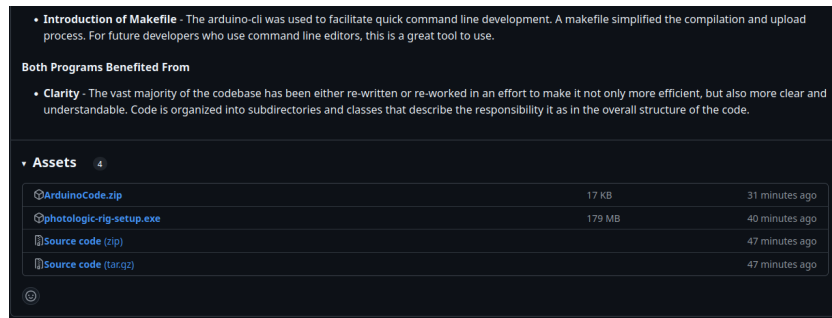 • Introduction of Makefile - The arduino-cli was used to facilitate quick command line development. A makefile simplified the compilation and upload
process. For future developers who use command line editors, this is a great tool to use.
Both Programs Benefited From
• Clarity - The vast majority of the codebase has been either re-written or re-worked in an effort to make it not only more efficient, but also more clear and
understandable. Code is organized into subdirectories and classes that describe the responsibility it as in the overall structure of the code.
▾ Assets 4
ArduinoCode.zip 17 KB 31 minutes ago
photologic-rig-setup.exe 179 MB 40 minutes ago
Source code (zip) 47 minutes ago
Source code (tar.gz) 47 minutes ago